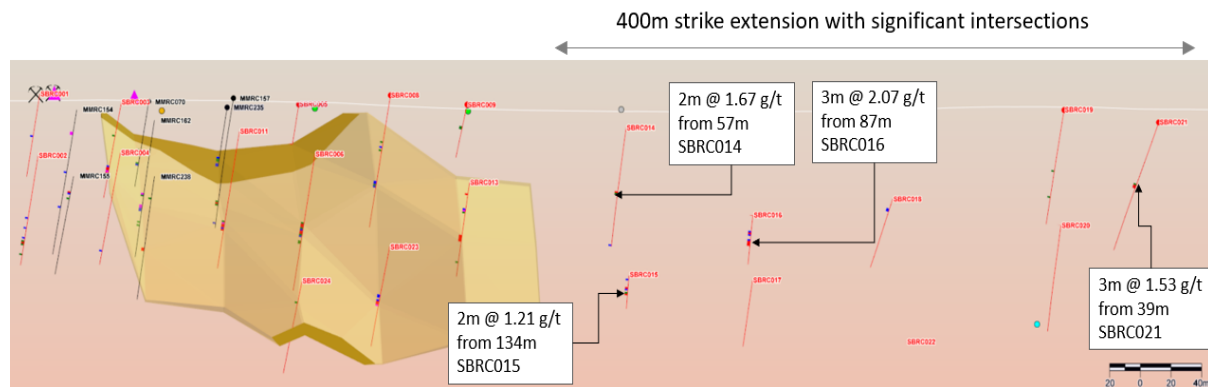 400m strike extension with significant intersections
SBRC001
MMRC164
MMRC070
MMRC162
MMRC157
MMRC235
SBRC008
SBRC009
SBRC019
SBRC021
SBRC011
SBRC014
SBRC002
SBRC004
MMRC155
MMRC238
SBRC013
SBRC018
SBRC016
SBRC020
SBRC023
SBRC024
SBRC015
SBRC017
SBRC022
2m @ 1.67 g/t
from 57m
SBRC014
3m @ 2.07 g/t
from 87m
SBRC016
2m @ 1.21 g/t
from 134m
SBRC015
3m @ 1.53 g/t
from 39m
SBRC021
20 0 20 40m